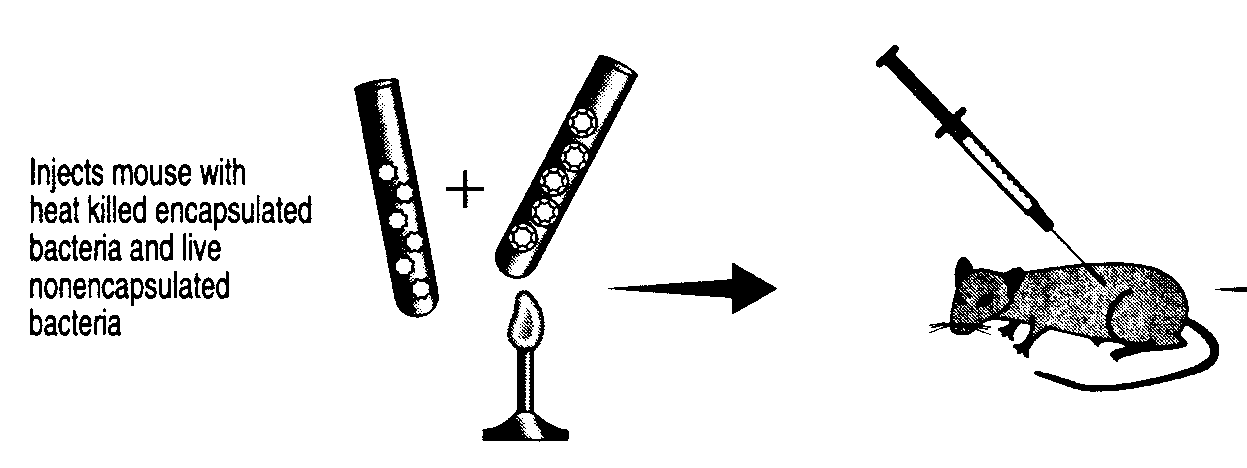 Injects mouse with
heat killed encapsulated
bacteria and live
nonencapsulated
bacteria
+